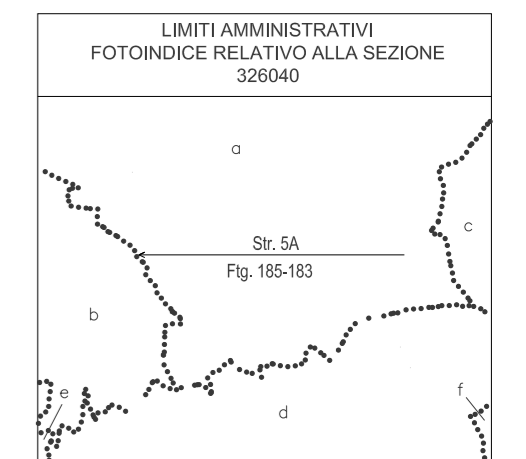 LIMITI AMMINISTRATIVI
FOTOINDICE RELATIVO ALLA SEZIONE
326040
a
c
Str. 5A
Ftg. 185-183
b
e
f
d